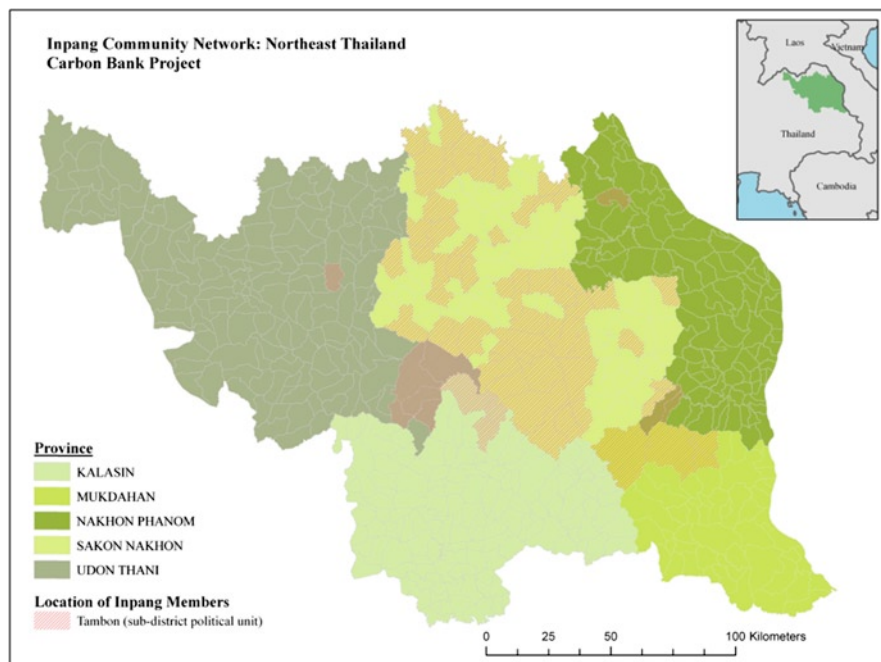 Inpang Community Network: Northeast Thailand
Carbon Bank Project
Laos
Vietnam
Thailand
Cambodia
Province
KALASIN
MUKDAHAN
NAKHON PHANOM
SAKON NAKHON
UDON THANI
Location of Inpang Members
Tambon (sub-district political unit)
0 25 50 100 Kilometers